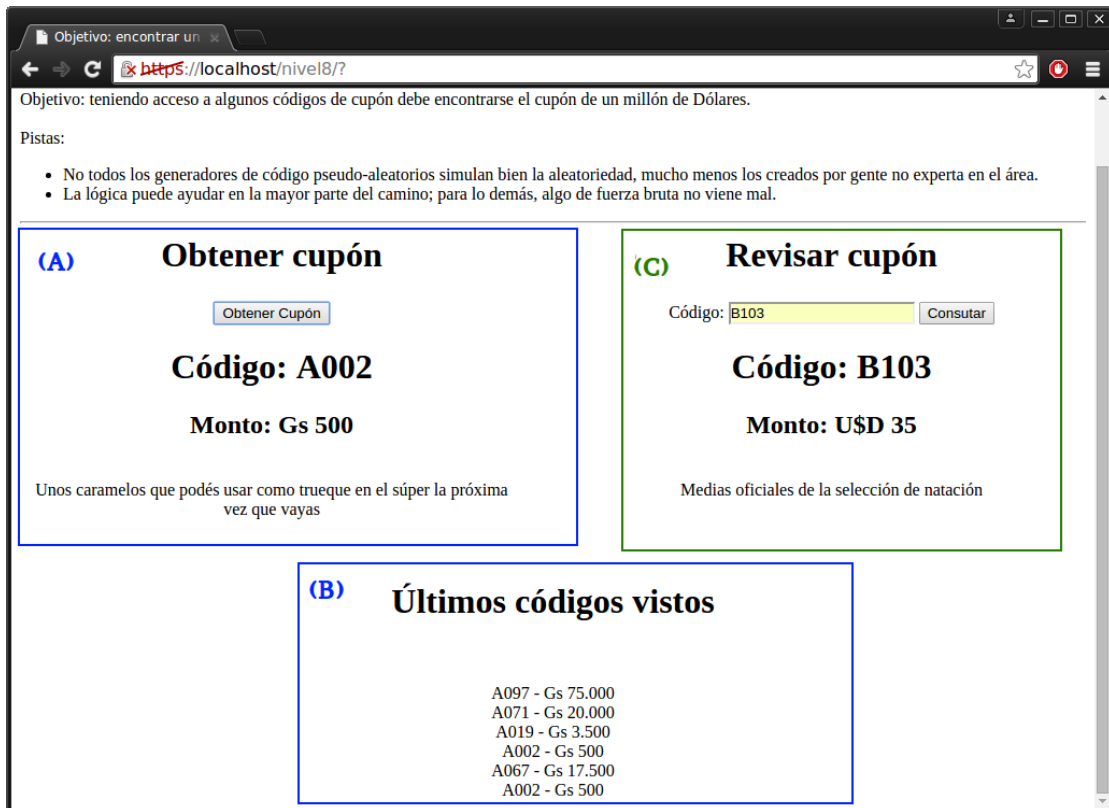 Objetivo: encontrar un
https://localhost/nivel8/?
Objetivo: teniendo acceso a algunos códigos de cupón debe encontrarse el cupón de un millón de Dólares.
Pistas:
No todos los generadores de código pseudo-aleatorios simulan bien la aleatoriedad, mucho menos los creados por gente no experta en el área.
La lógica puede ayudar en la mayor parte del camino; para lo demás, algo de fuerza bruta no viene mal.
(A)
Obtener cupón
Obtener Cupón
Código: A002
Monto: Gs 500
Unos caramelos que podés usar como trueque en el súper la próxima
vez que vayas
(C)
Revisar cupón
Código: B103 Consutar
Código: B103
Monto: U$D 35
Medias oficiales de la selección de natación
(B)
Últimos códigos vistos
A097 - Gs 75.000
A071 - Gs 20.000
A019 - Gs 3.500
A002 - Gs 500
A067 - Gs 17.500
A002 - Gs 500